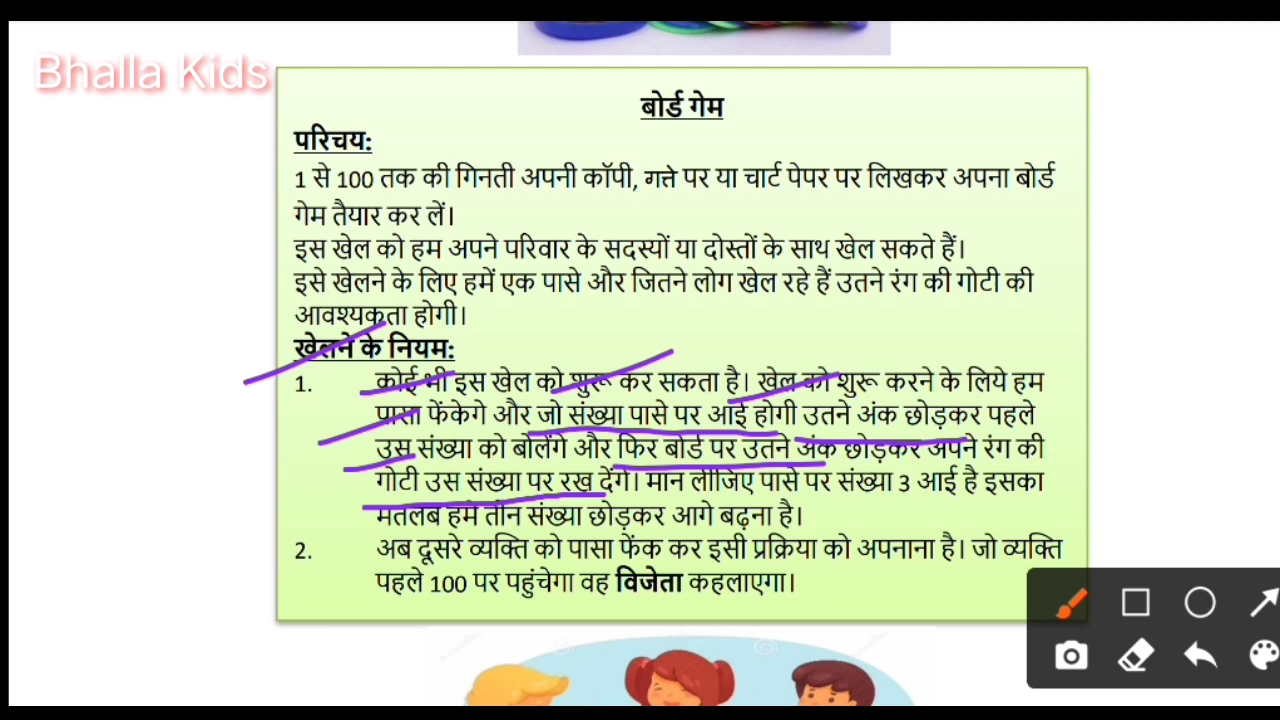 Bhalla Kids
बोर्ड गेम
परिचय:
1 से 100 तक की गिनती अपनी कॉपी, गत्ते पर या चार्ट पेपर पर लिखकर अपना बोर्ड
गेम तैयार कर लें।
इस खेल को हम अपने परिवार के सदस्यों या दोस्तों के साथ खेल सकते हैं।
इसे खेलने के लिए हमें एक पासे और जितने लोग खेल रहे हैं उतने रंग की गोटी की
आवश्यकता होगी।
खेलने के नियम:
1. कोई भी इस खेल को शुरू कर सकता है। खेल को शुरू करने के लिये हम
पासा फेंकेगे और जो संख्या पासे पर आई होगी उतने अंक छोड़कर पहले
उस संख्या को बोलेंगे और फिर बोर्ड पर उतने अंक छोड़कर अपने रंग की
गोटी उस संख्या पर रख देंगे। मान लीजिए पासे पर संख्या 3 आई है इसका
मतलब हमें तीन संख्या छोड़कर आगे बढ़ना है।
2. अब दूसरे व्यक्ति को पासा फेंक कर इसी प्रक्रिया को अपनाना है। जो व्यक्ति
पहले 100 पर पहुंचेगा वह विजेता कहलाएगा।